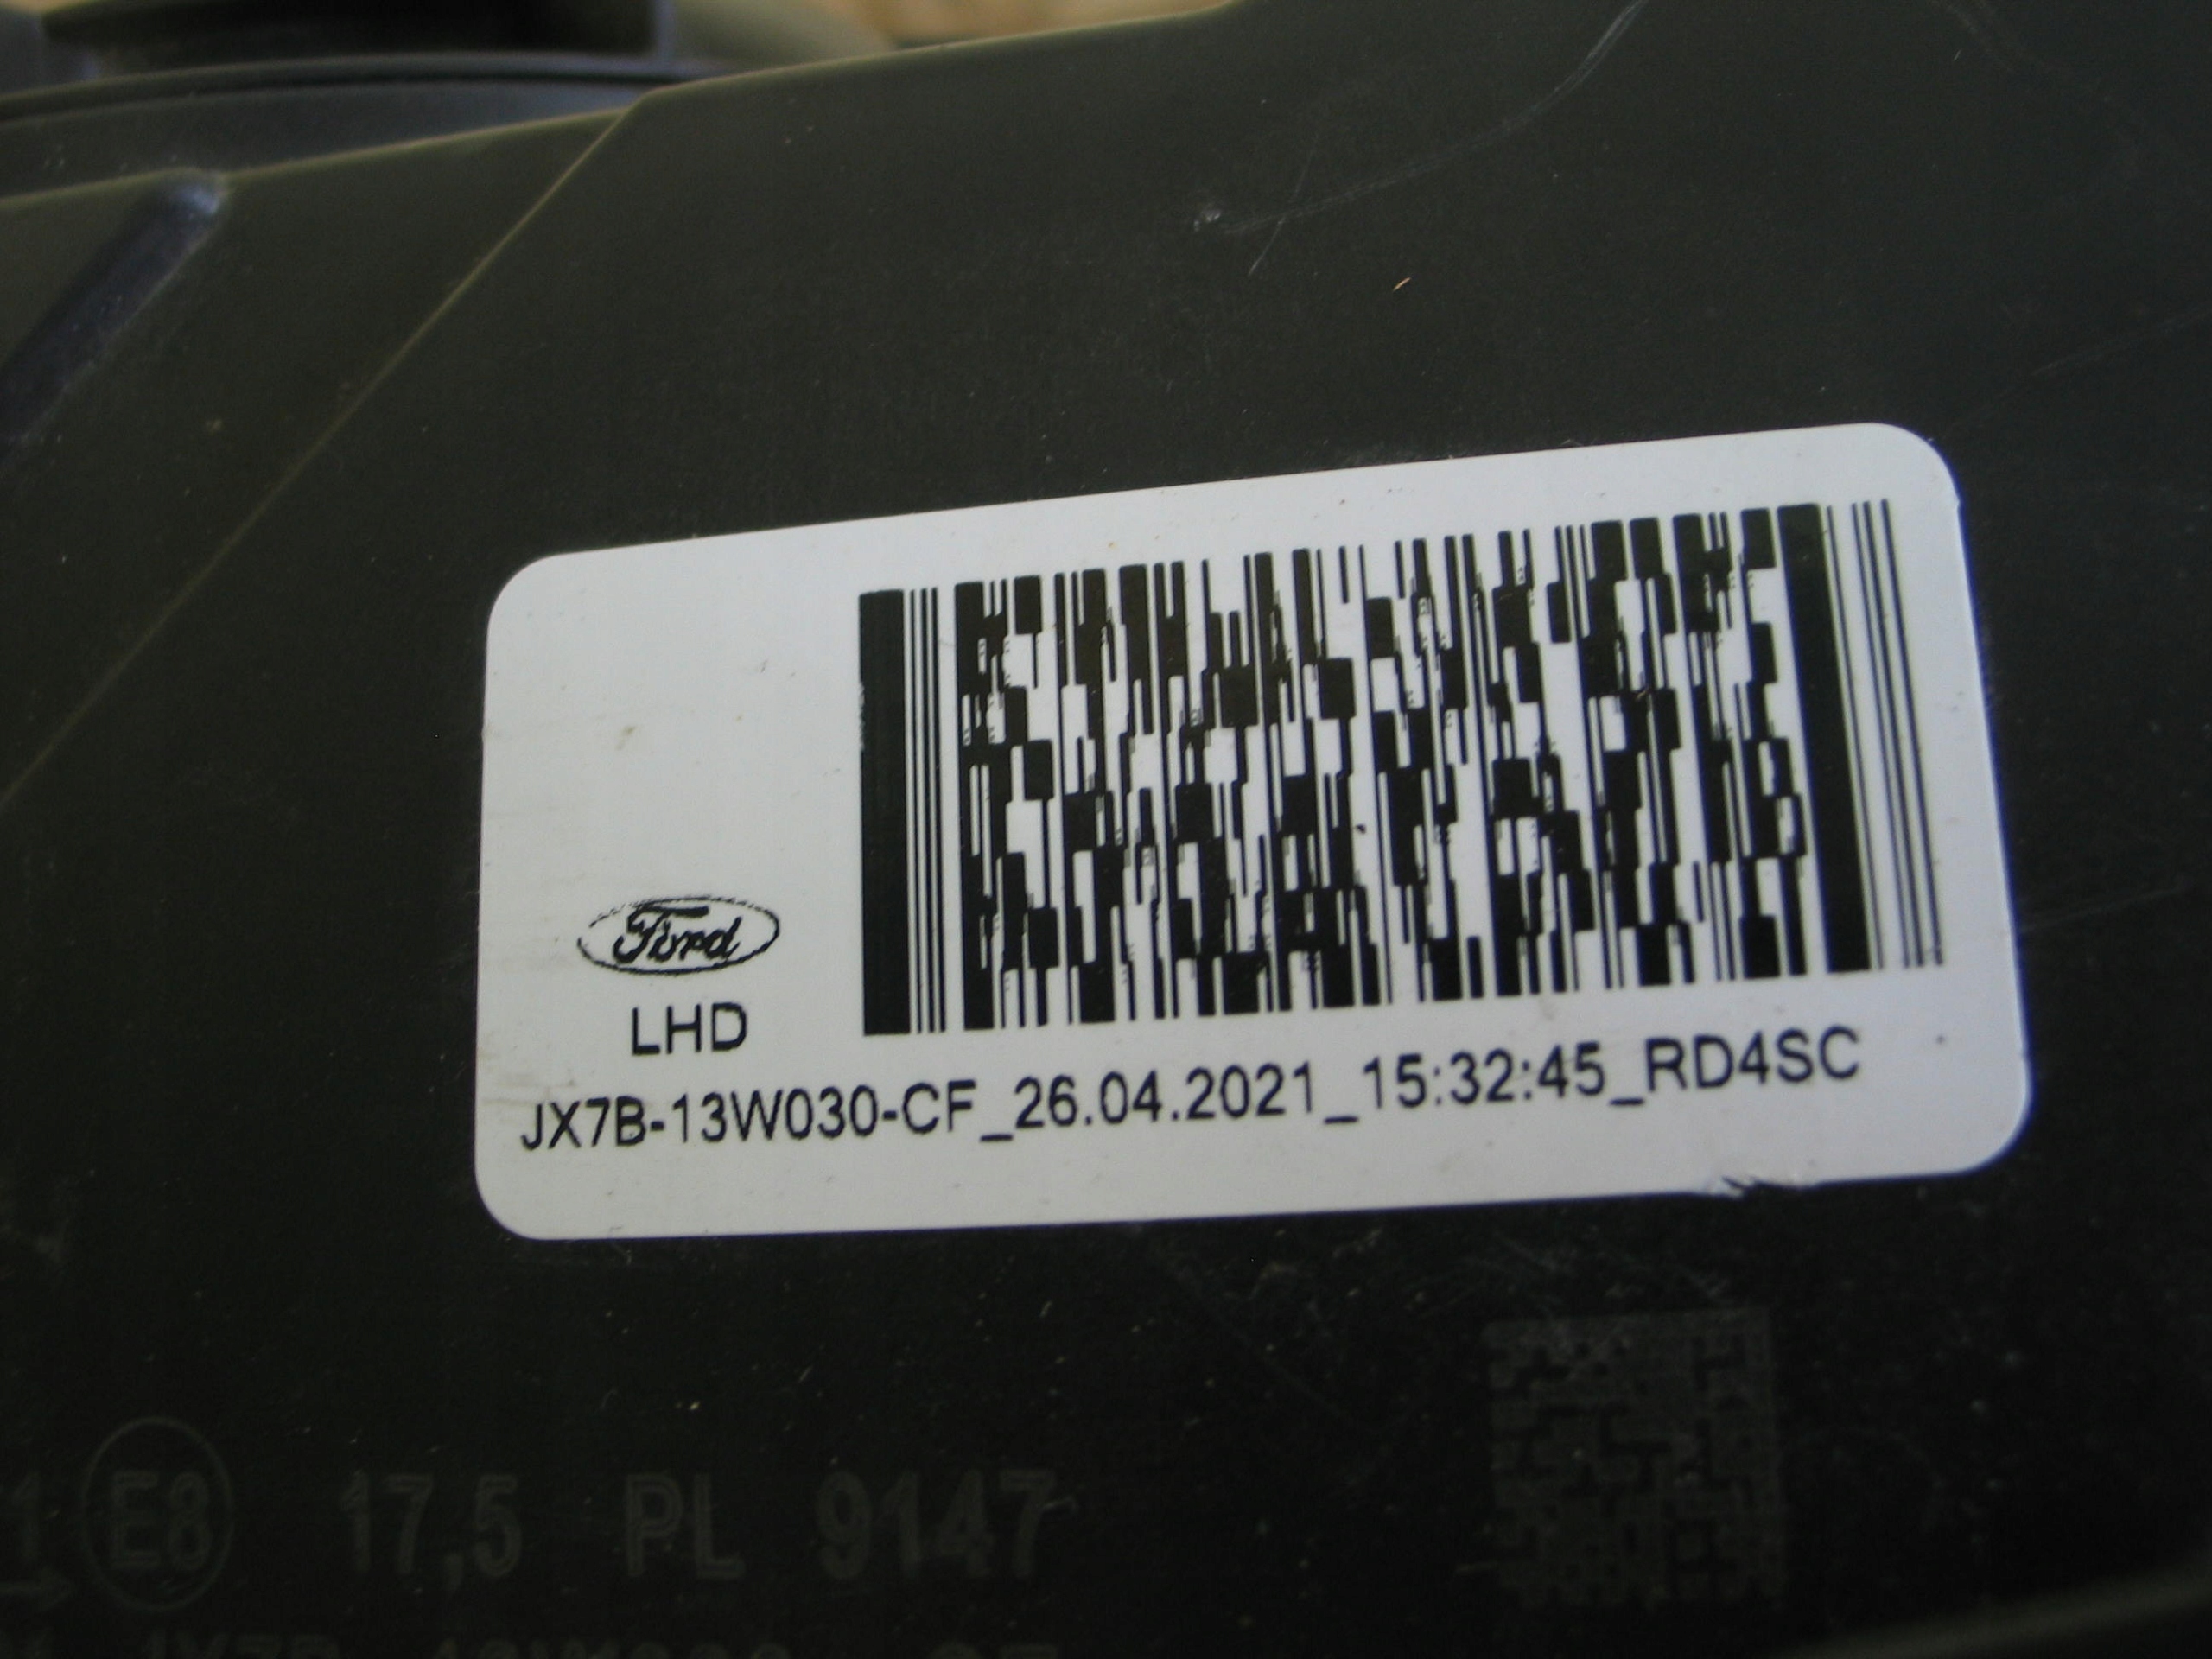 Ford
LHD
JX7B-13W030-CF_26.04.2021_15:32:45_RD4SC
E8 17,5 PL 9147